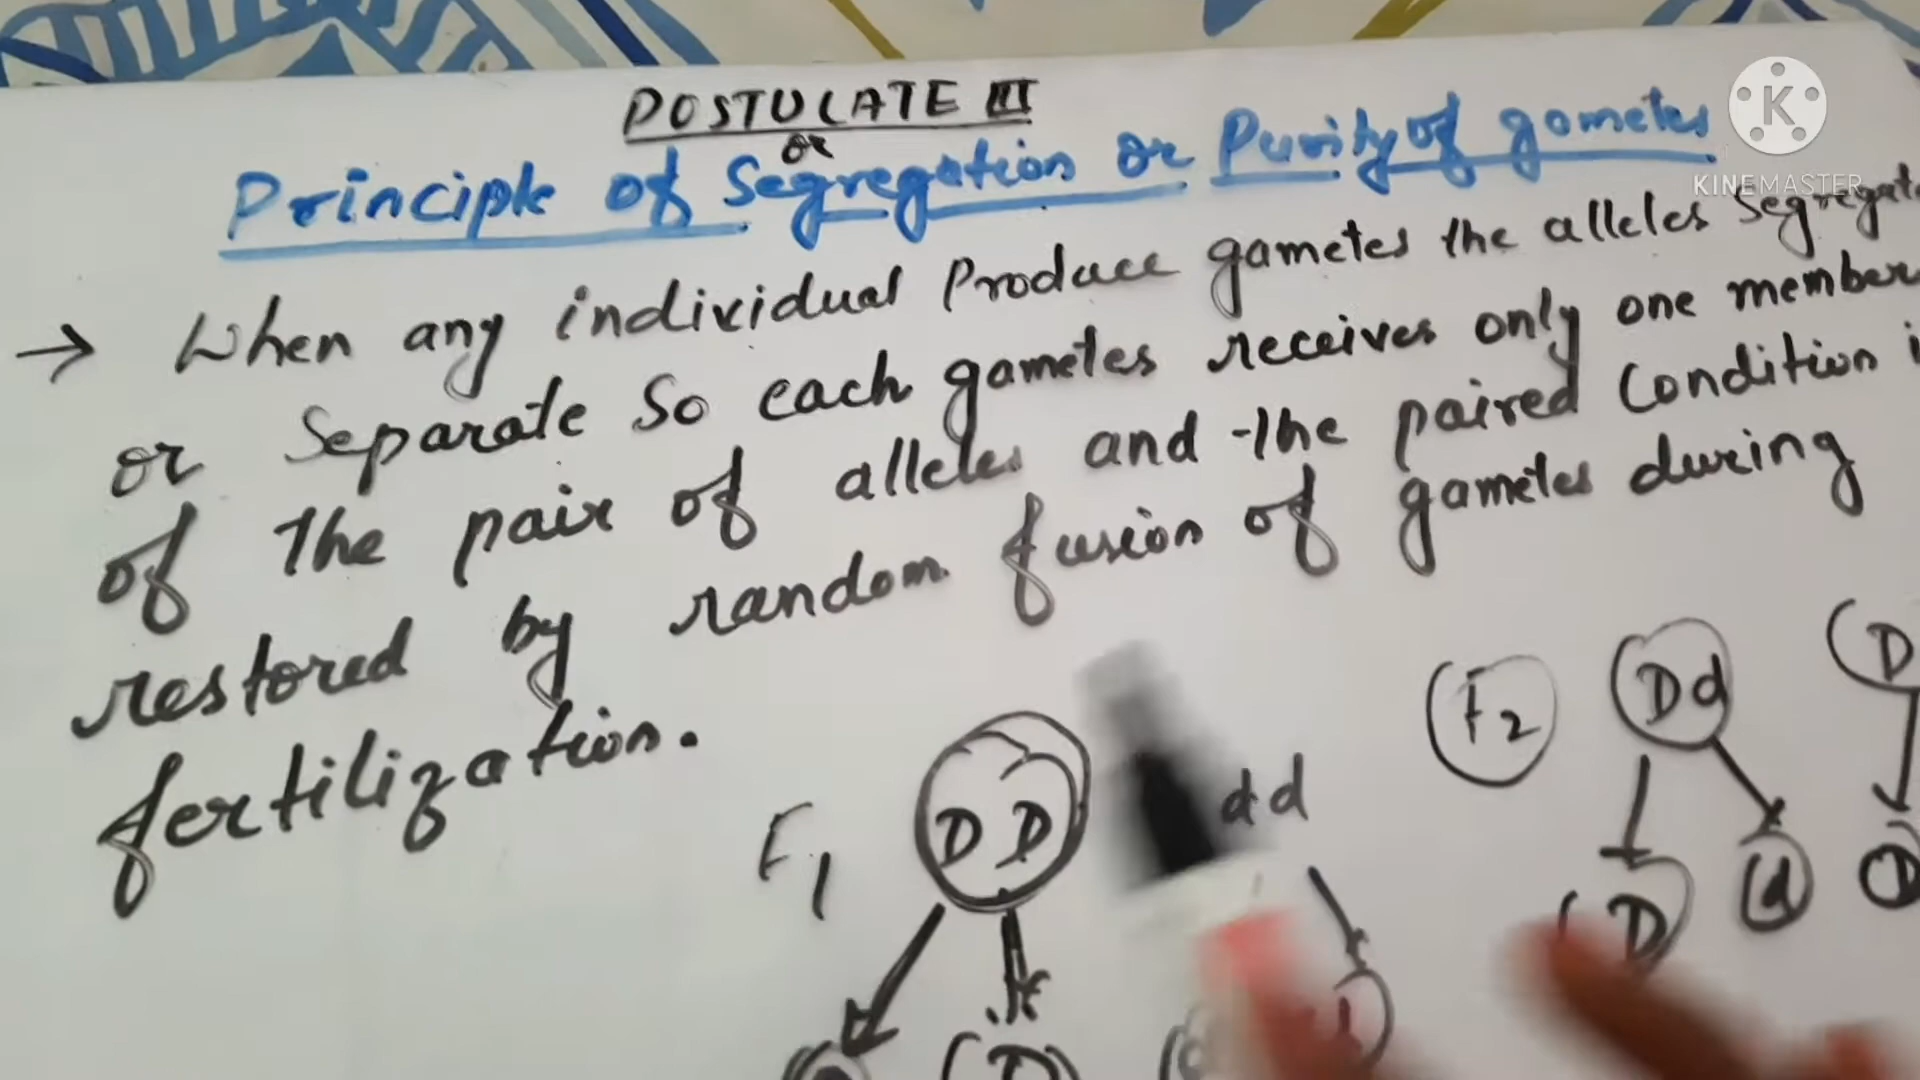 POSTULATE III
or
Principle of Segregation or Purity of gametes
K
KINEMASTER
→ When any individual Produce gametes the alleles Segregat
or Separate So each gametes receives only one member
of the pair of alleles and the paired Condition i
restored by random fusion of gametes during
fertilization.
F2 Dd D
F1 DD dd
D d D
D